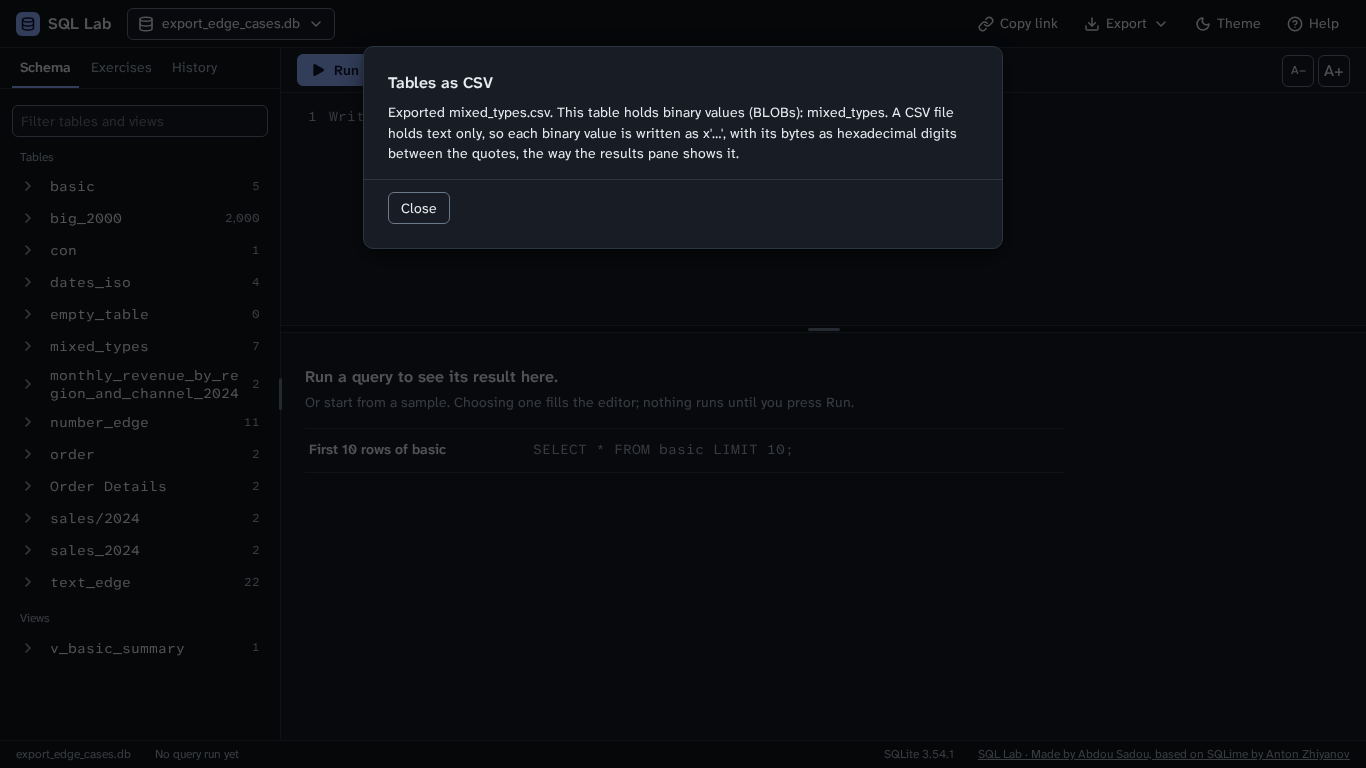 SQL Lab
export_edge_cases.db
Copy link
Export
Theme
Help
Schema
Exercises
History
Run
A−
A+
Filter tables and views
1 Writ
Tables as CSV
Exported mixed_types.csv. This table holds binary values (BLOBs): mixed_types. A CSV file
holds text only, so each binary value is written as x'…', with its bytes as hexadecimal digits
between the quotes, the way the results pane shows it.
Close
Tables
basic 5
big_2000 2,000
con 1
dates_iso 4
empty_table 0
mixed_types 7
monthly_revenue_by_re
gion_and_channel_2024 2
number_edge 11
order 2
Order Details 2
sales/2024 2
sales_2024 2
text_edge 22
Views
v_basic_summary 1
Run a query to see its result here.
Or start from a sample. Choosing one fills the editor; nothing runs until you press Run.
First 10 rows of basic SELECT * FROM basic LIMIT 10;
export_edge_cases.db
No query run yet
SQLite 3.54.1
SQL Lab · Made by Abdou Sadou, based on SQLime by Anton Zhiyanov